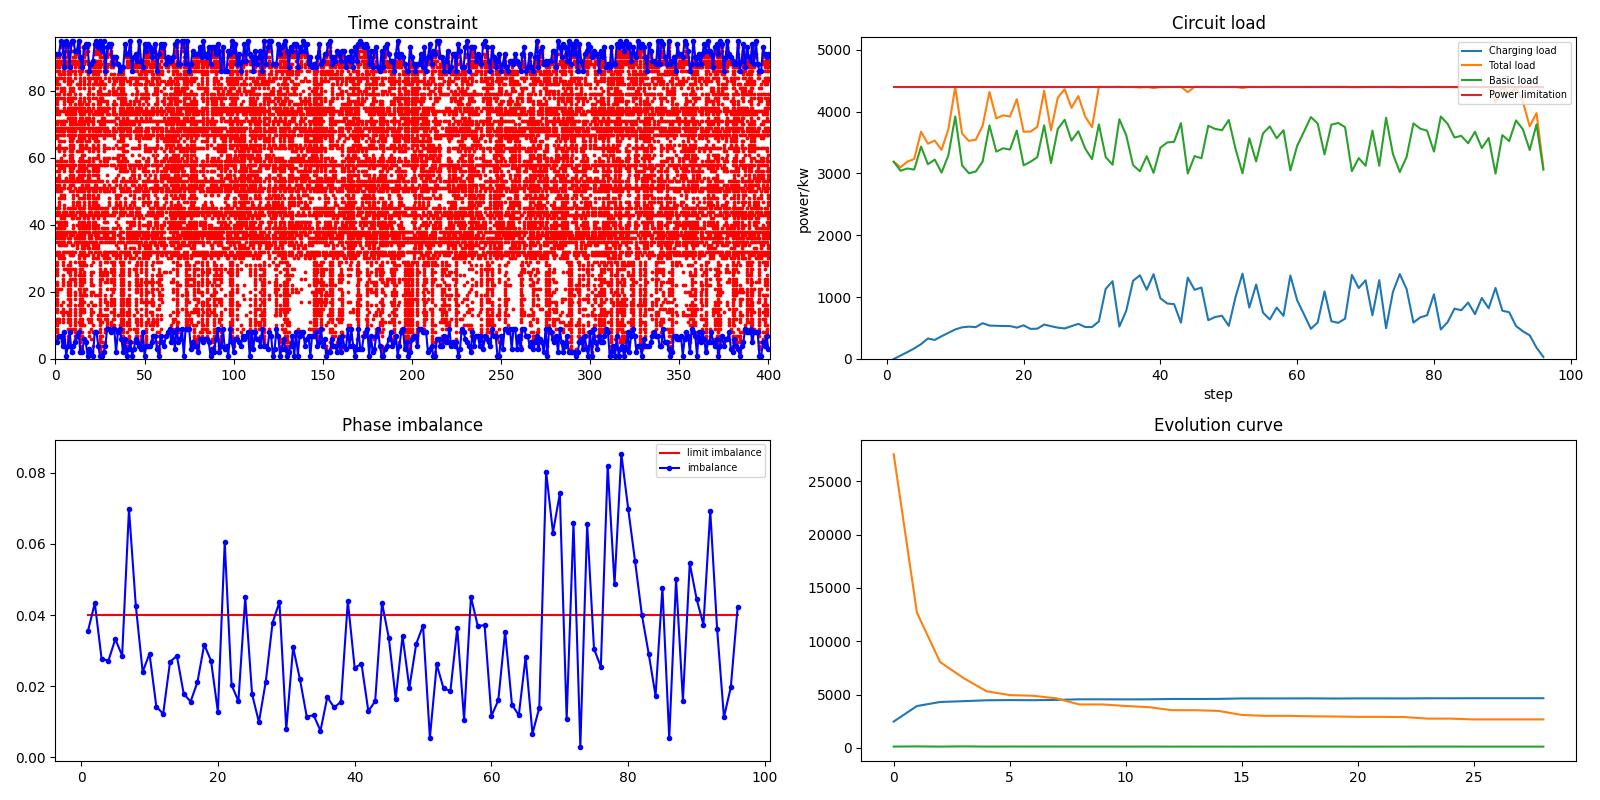 Time constraint
80
60
40
20
0
0 50 100 150 200 250 300 350 400
Circuit load
5000
4000
3000
2000
1000
0
power/kw
Charging load
Total load
Basic load
Power limitation
0 20 40 60 80 100
step
Phase imbalance
0.08
0.06
0.04
0.02
0.00
limit imbalance
imbalance
0 20 40 60 80 100
Evolution curve
25000
20000
15000
10000
5000
0
0 5 10 15 20 25